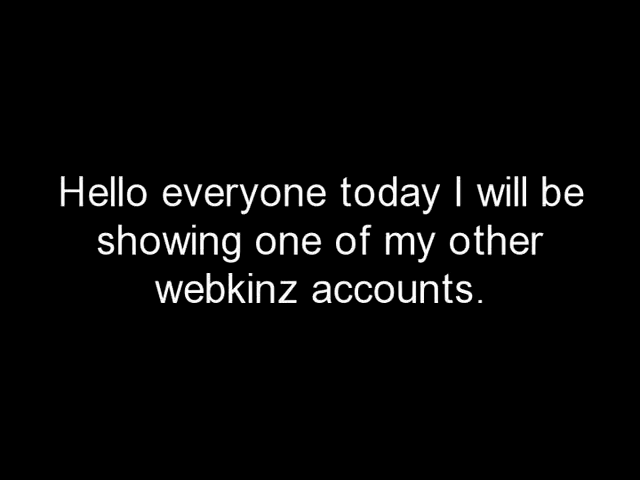 Hello everyone today I will be
showing one of my other
webkinz accounts.